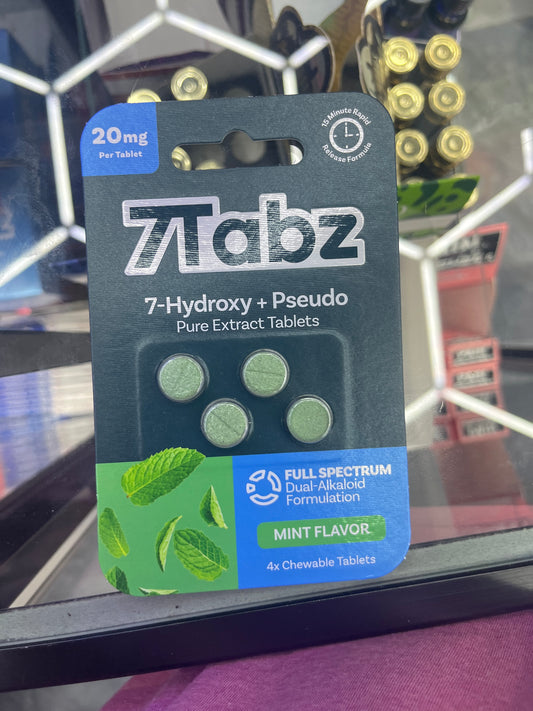 20mg
Per Tablet
15 Minute Rapid
Release Formula
7Tabz
7-Hydroxy + Pseudo
Pure Extract Tablets
FULL SPECTRUM
Dual-Alkaloid
Formulation
MINT FLAVOR
4x Chewable Tablets